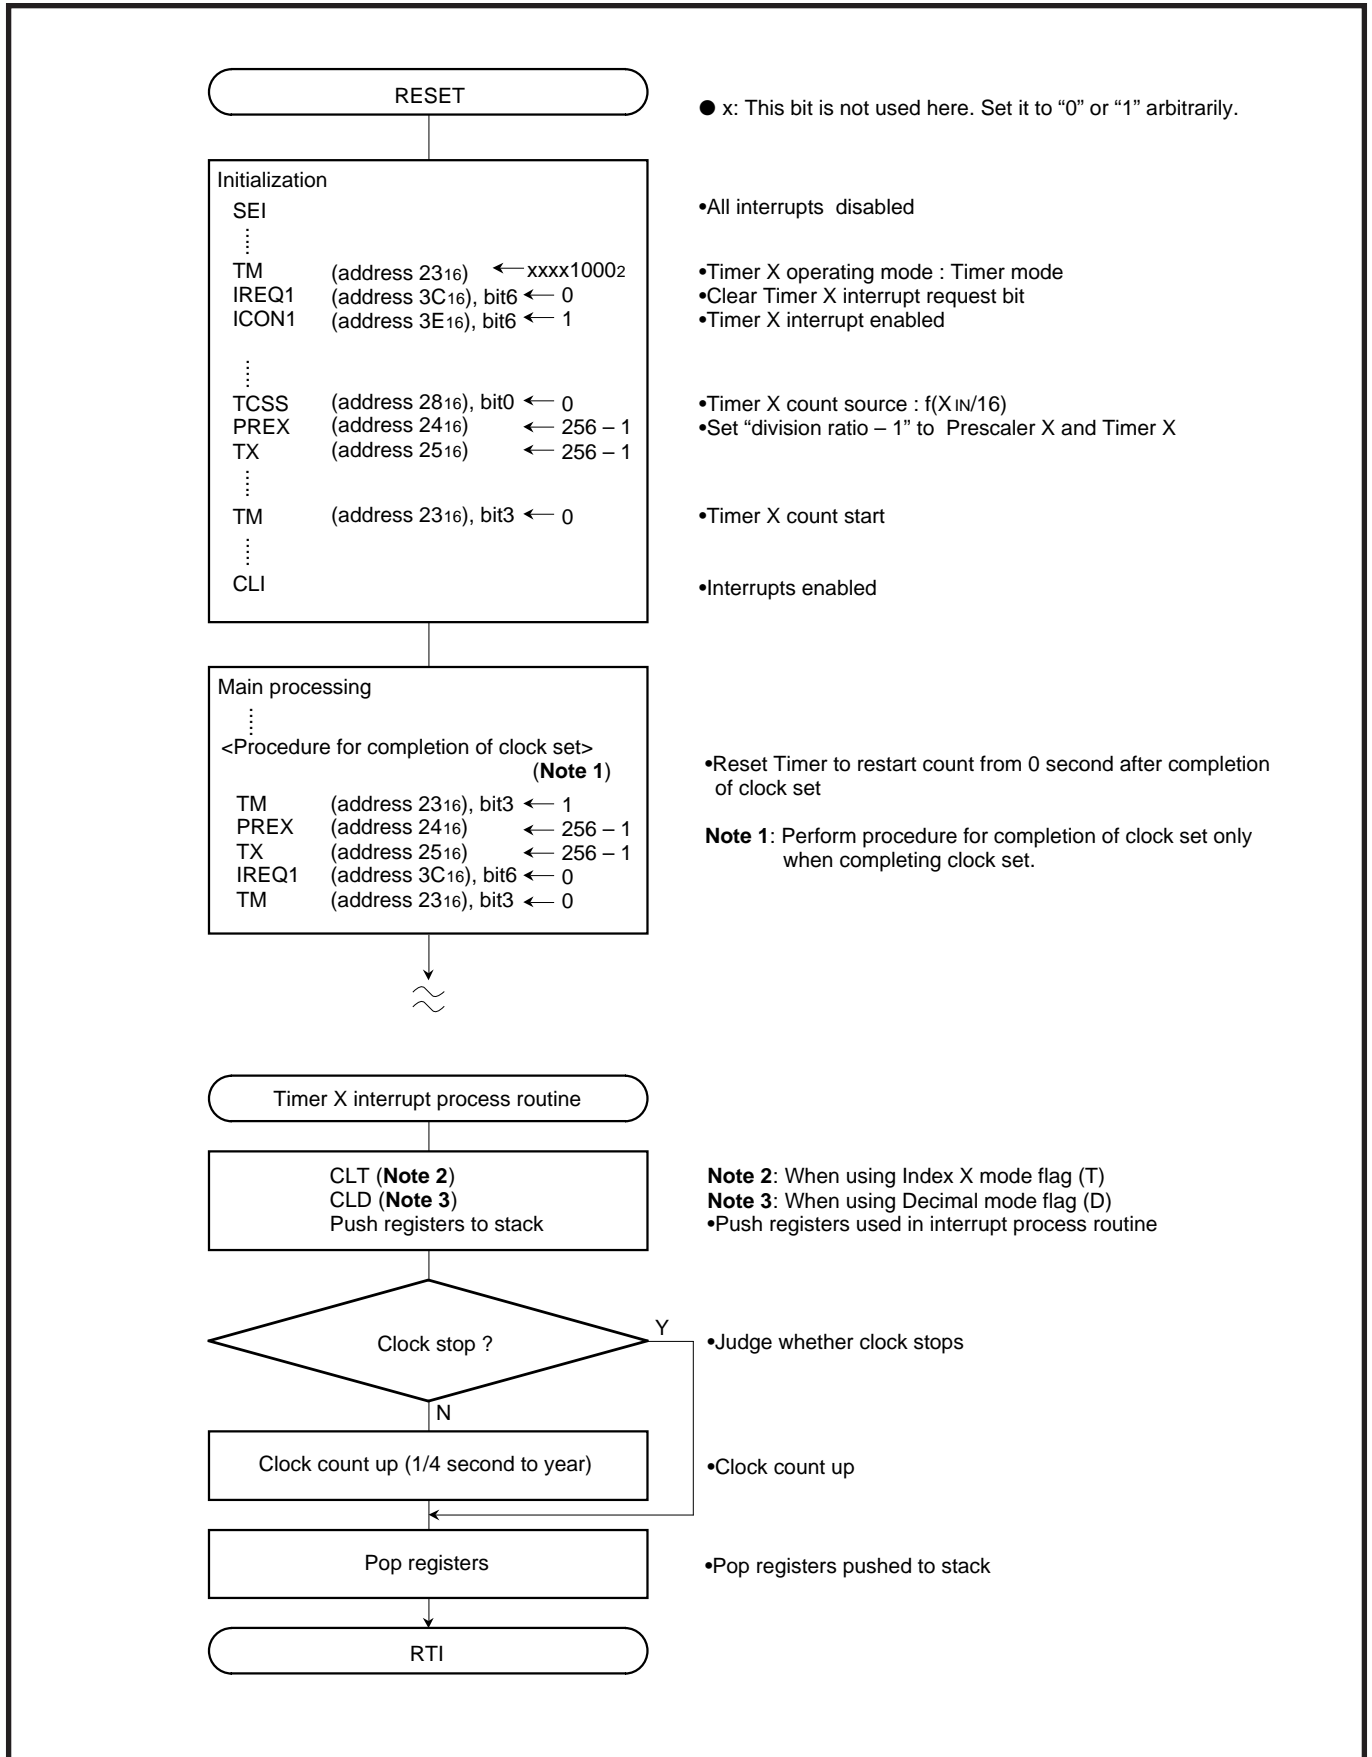 RESET
● x: This bit is not used here. Set it to “0” or “1” arbitrarily.
Initialization
SEI
•All interrupts disabled
TM (address 2316) ← xxxx10002
•Timer X operating mode : Timer mode
IREQ1 (address 3C16), bit6 ← 0
•Clear Timer X interrupt request bit
ICON1 (address 3E16), bit6 ← 1
•Timer X interrupt enabled
TCSS (address 2816), bit0 ← 0
•Timer X count source : f(XIN/16)
PREX (address 2416) ← 256 – 1
•Set “division ratio – 1” to Prescaler X and Timer X
TX (address 2516) ← 256 – 1
TM (address 2316), bit3 ← 0
•Timer X count start
CLI
•Interrupts enabled
Main processing
<Procedure for completion of clock set>
(Note 1)
•Reset Timer to restart count from 0 second after completion
of clock set
TM (address 2316), bit3 ← 1
PREX (address 2416) ← 256 – 1
TX (address 2516) ← 256 – 1
IREQ1 (address 3C16), bit6 ← 0
TM (address 2316), bit3 ← 0
Note 1: Perform procedure for completion of clock set only
when completing clock set.
Timer X interrupt process routine
CLT (Note 2)
CLD (Note 3)
Push registers to stack
Note 2: When using Index X mode flag (T)
Note 3: When using Decimal mode flag (D)
•Push registers used in interrupt process routine
Clock stop ?
Y
•Judge whether clock stops
N
Clock count up (1/4 second to year)
•Clock count up
Pop registers
•Pop registers pushed to stack
RTI